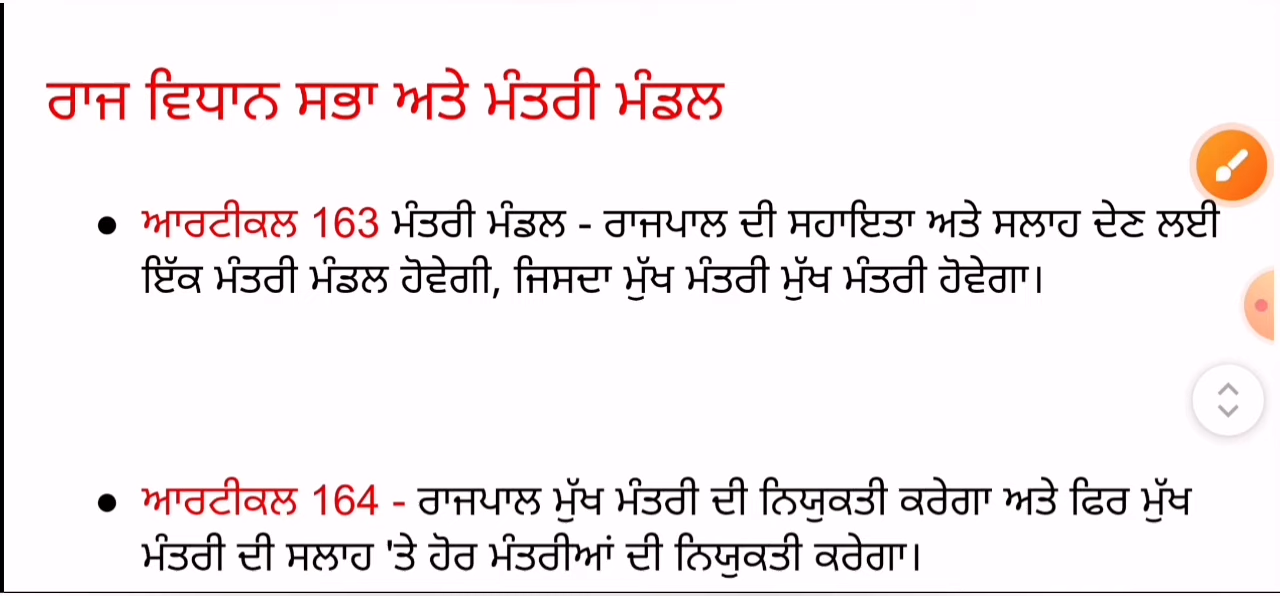 ਰਾਜ ਵਿਧਾਨ ਸਭਾ ਅਤੇ ਮੰਤਰੀ ਮੰਡਲ
• ਆਰਟੀਕਲ 163 ਮੰਤਰੀ ਮੰਡਲ - ਰਾਜਪਾਲ ਦੀ ਸਹਾਇਤਾ ਅਤੇ ਸਲਾਹ ਦੇਣ ਲਈ
ਇੱਕ ਮੰਤਰੀ ਮੰਡਲ ਹੋਵੇਗੀ, ਜਿਸਦਾ ਮੁੱਖ ਮੰਤਰੀ ਮੁੱਖ ਮੰਤਰੀ ਹੋਵੇਗਾ।
• ਆਰਟੀਕਲ 164 - ਰਾਜਪਾਲ ਮੁੱਖ ਮੰਤਰੀ ਦੀ ਨਿਯੁਕਤੀ ਕਰੇਗਾ ਅਤੇ ਫਿਰ ਮੁੱਖ
ਮੰਤਰੀ ਦੀ ਸਲਾਹ 'ਤੇ ਹੋਰ ਮੰਤਰੀਆਂ ਦੀ ਨਿਯੁਕਤੀ ਕਰੇਗਾ।